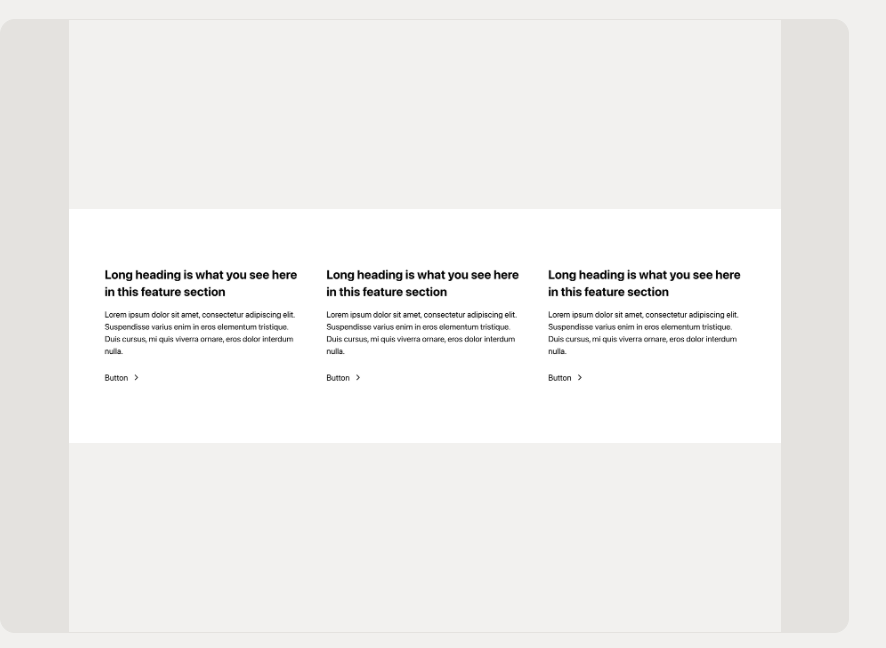 Long heading is what you see here
in this feature section
Lorem ipsum dolor sit amet, consectetur adipiscing elit.
Suspendisse varius enim in eros elementum tristique.
Duis cursus, mi quis viverra ornare, eros dolor interdum
nulla.
Button
Long heading is what you see here
in this feature section
Lorem ipsum dolor sit amet, consectetur adipiscing elit.
Suspendisse varius enim in eros elementum tristique.
Duis cursus, mi quis viverra ornare, eros dolor interdum
nulla.
Button
Long heading is what you see here
in this feature section
Lorem ipsum dolor sit amet, consectetur adipiscing elit.
Suspendisse varius enim in eros elementum tristique.
Duis cursus, mi quis viverra ornare, eros dolor interdum
nulla.
Button